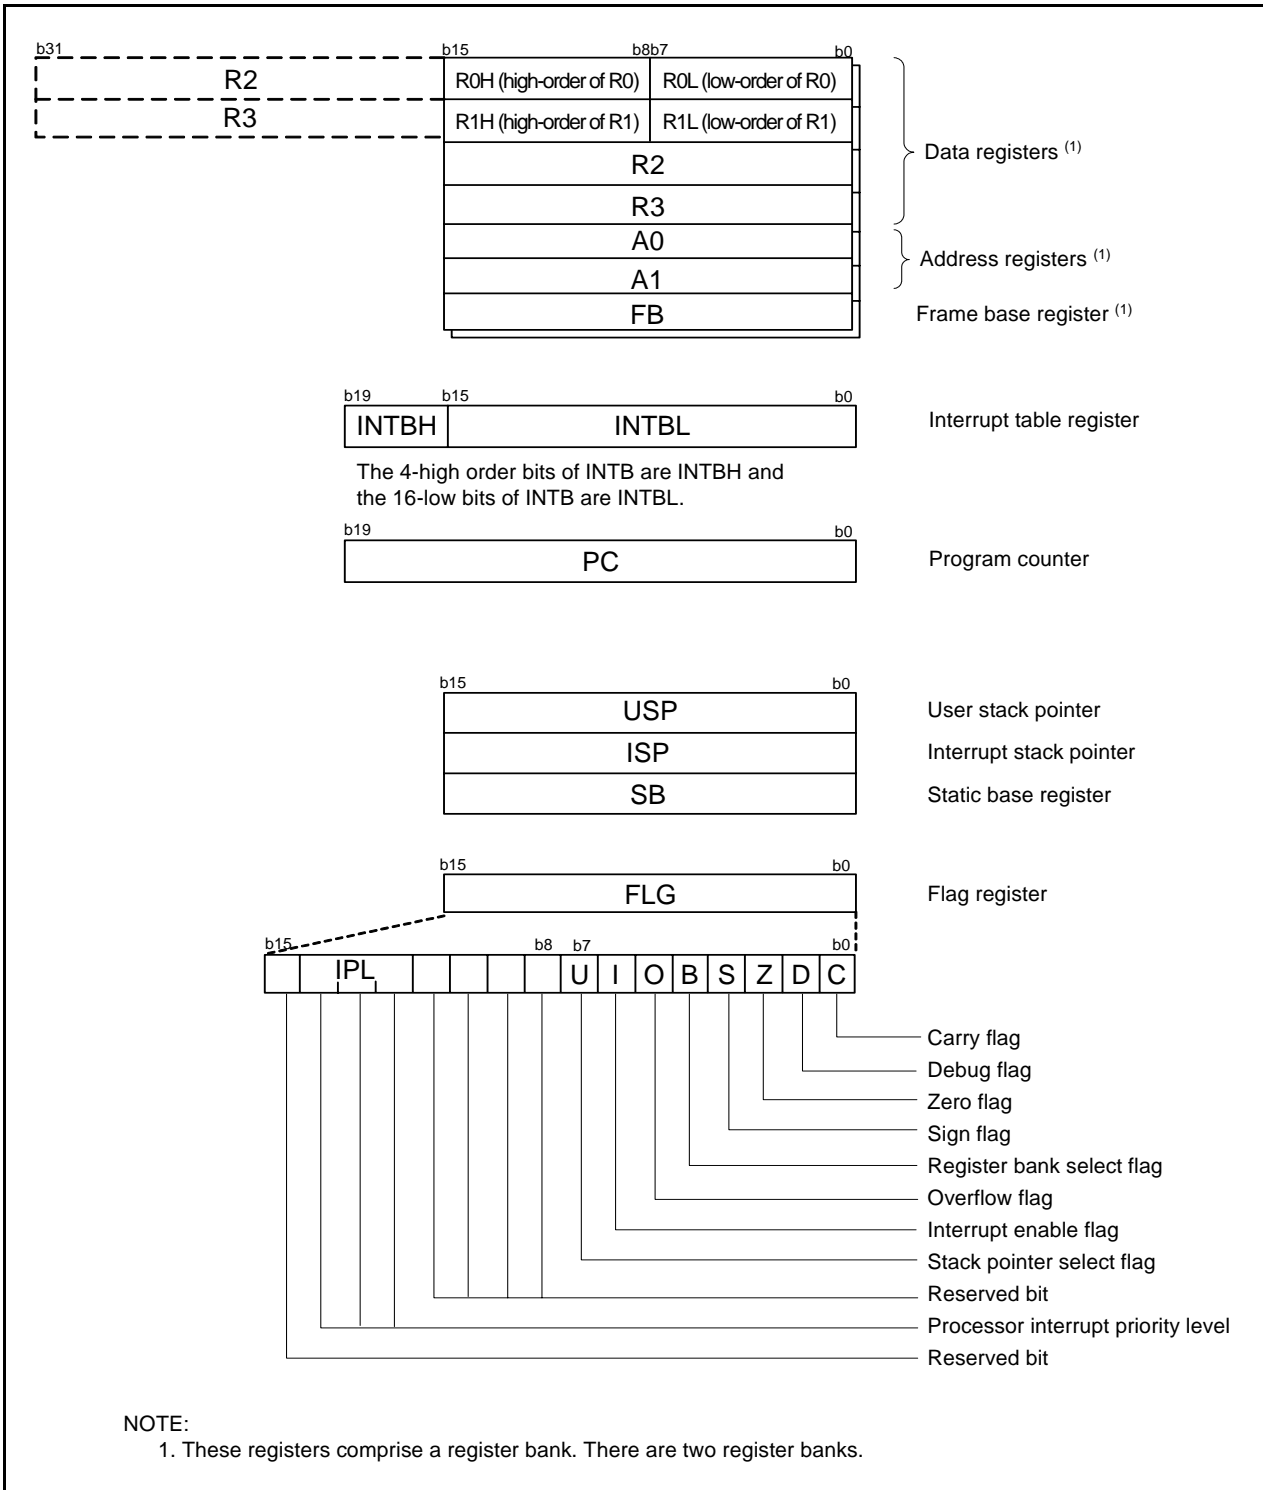 b31 b15 b8b7 b0
R2 R0H (high-order of R0) R0L (low-order of R0)
R3 R1H (high-order of R1) R1L (low-order of R1)
R2
R3
Data registers (1)
A0
A1
Address registers (1)
FB Frame base register (1)
b19 b15 b0
INTBH INTBL Interrupt table register
The 4-high order bits of INTB are INTBH and
the 16-low bits of INTB are INTBL.
b19 b0
PC Program counter
b15 b0
USP User stack pointer
ISP Interrupt stack pointer
SB Static base register
b15 b0
FLG Flag register
b15 b8 b7 b0
IPL U I O B S Z D C
Carry flag
Debug flag
Zero flag
Sign flag
Register bank select flag
Overflow flag
Interrupt enable flag
Stack pointer select flag
Reserved bit
Processor interrupt priority level
Reserved bit
NOTE:
1. These registers comprise a register bank. There are two register banks.